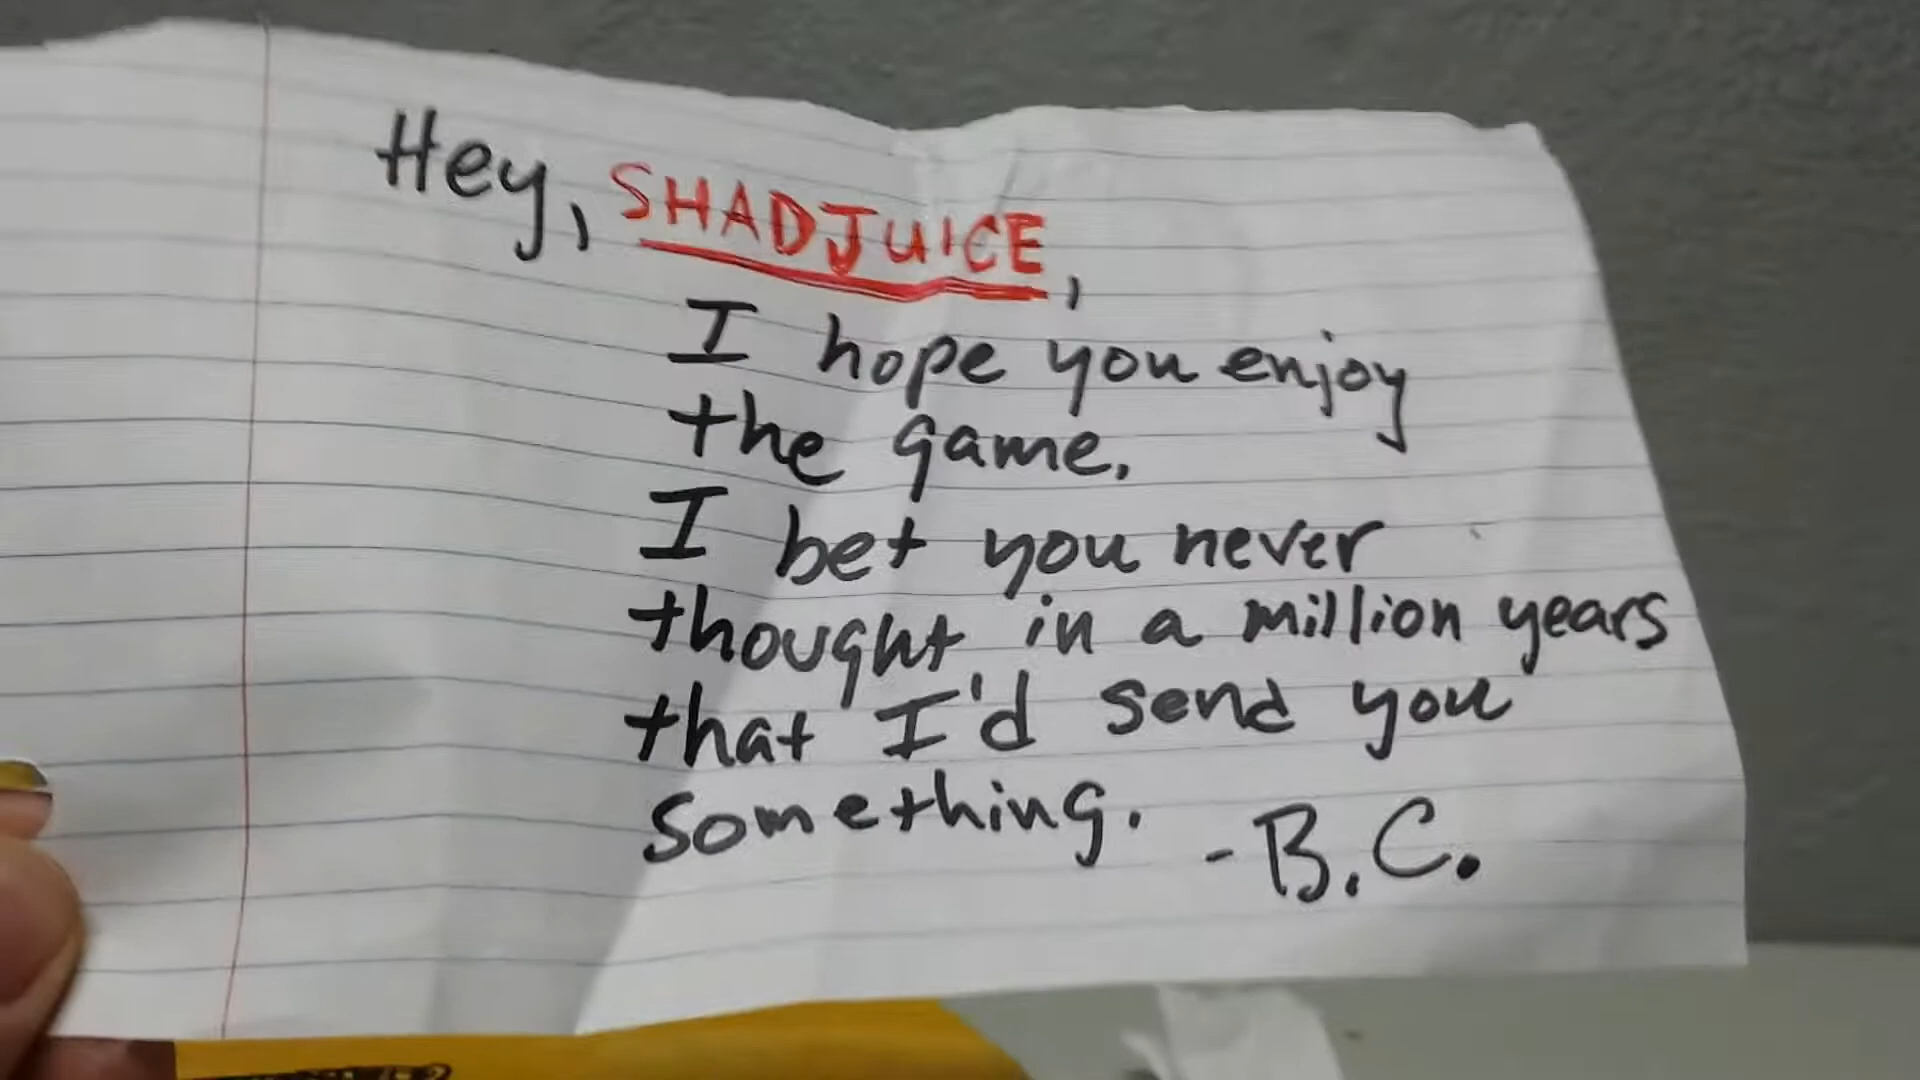 Hey, SHADJUICE,
I hope you enjoy
the game.
I bet you never
thought in a million years
that I'd send you
something. -B.C.